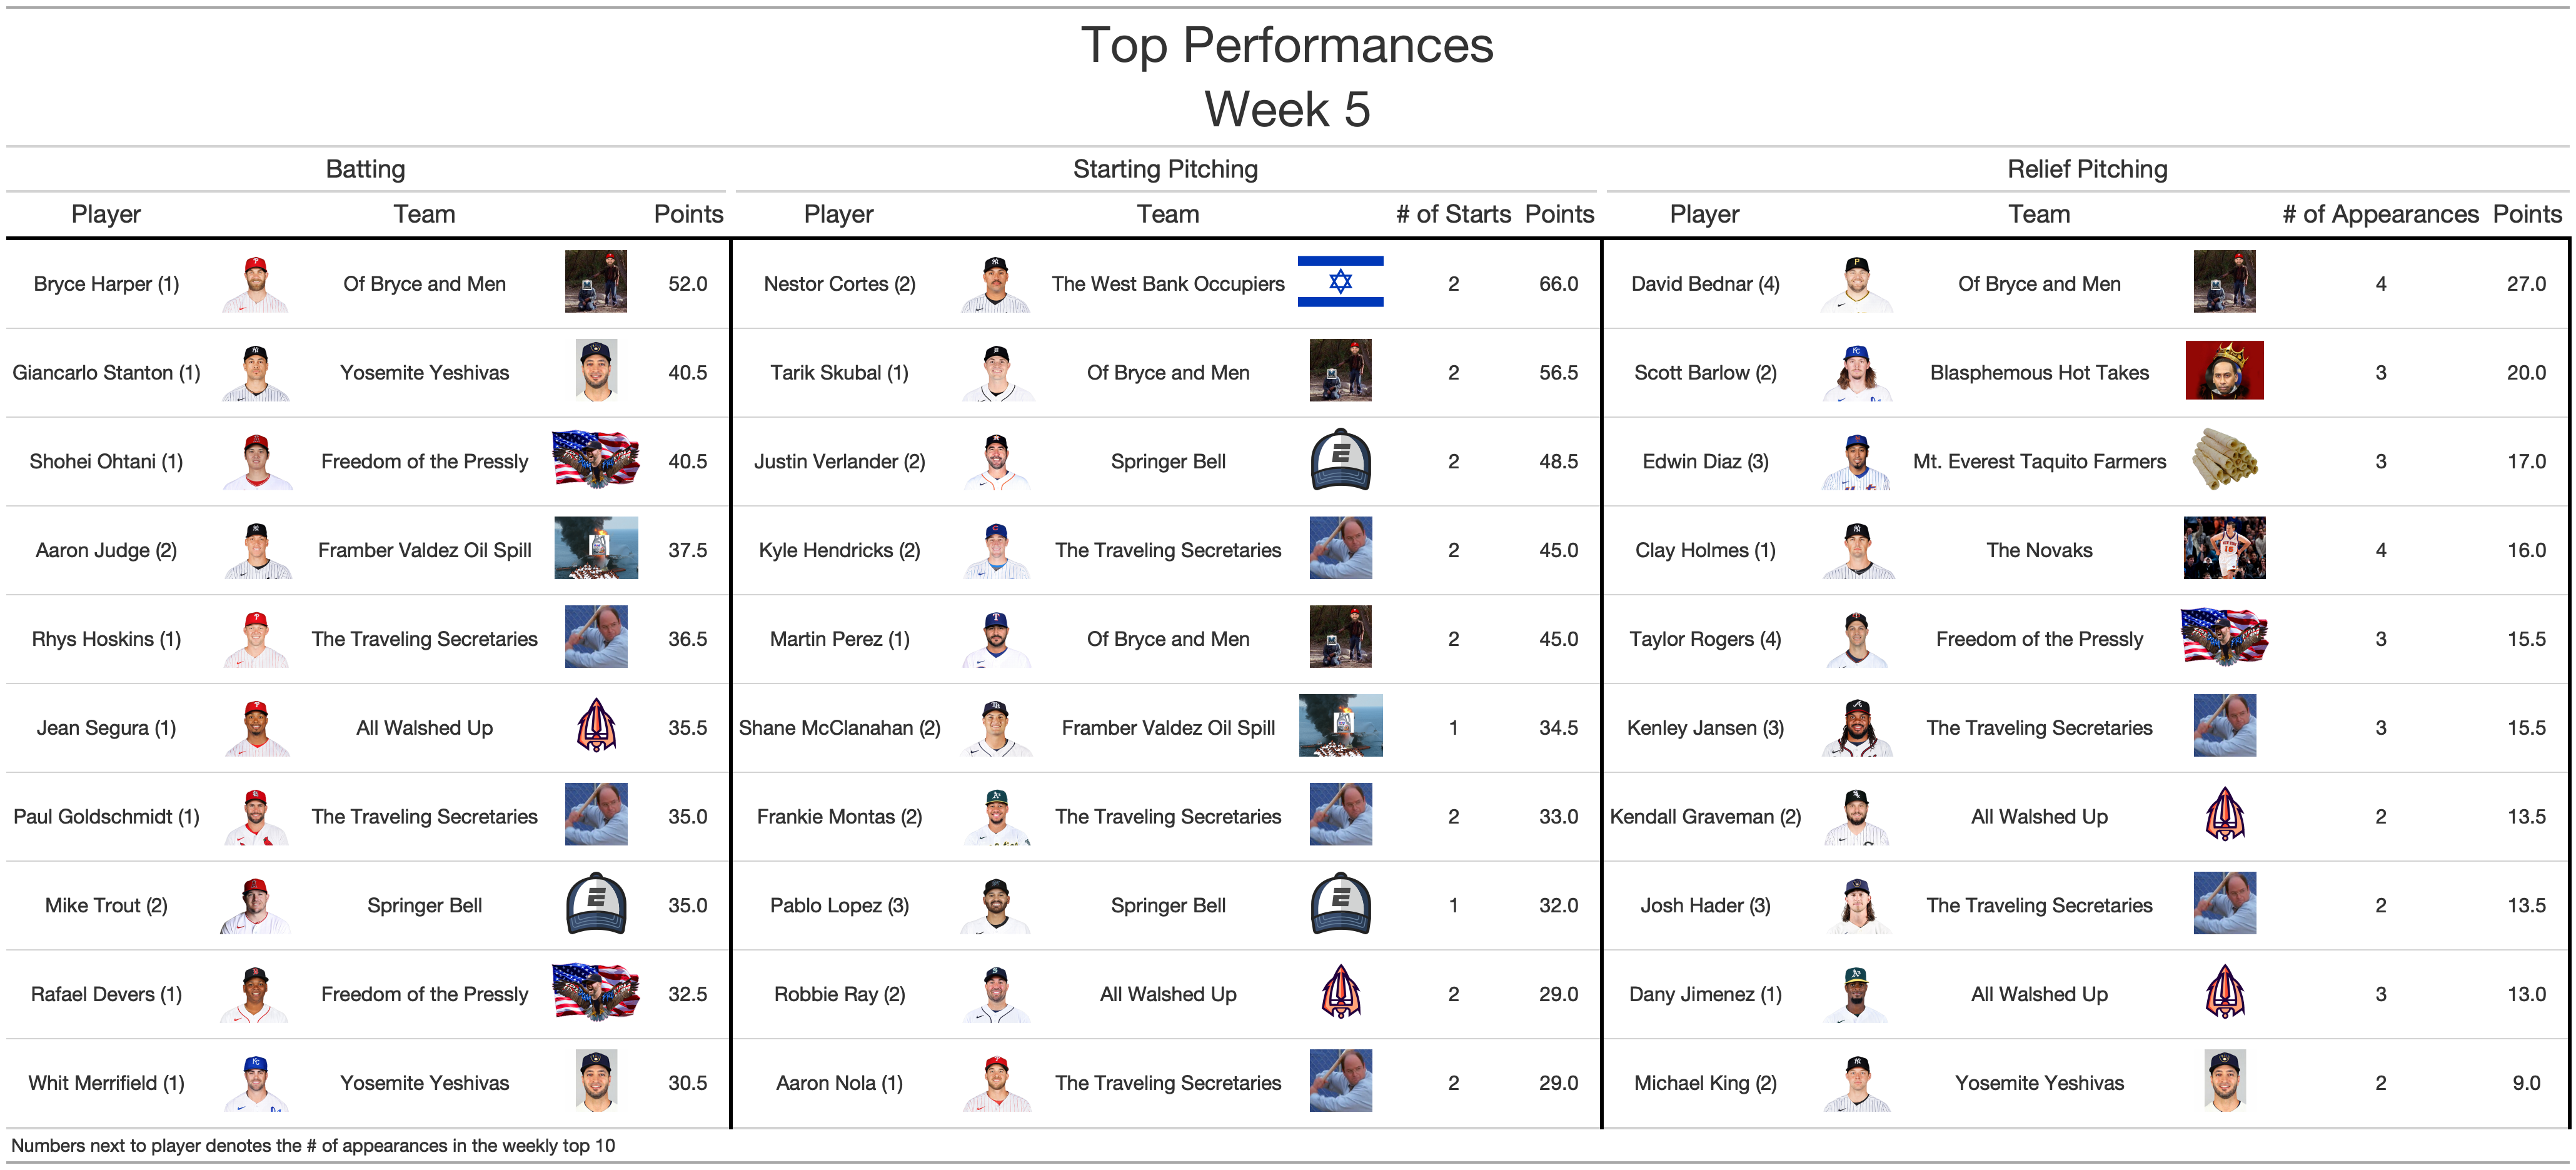 Top Performances
Week 5
Batting Starting Pitching Relief Pitching
Player Team Points Player Team # of Starts Points Player Team # of Appearances Points
Bryce Harper (1) Of Bryce and Men 52.0 Nestor Cortes (2) The West Bank Occupiers 2 66.0 David Bednar (4) Of Bryce and Men 4 27.0
Giancarlo Stanton (1) Yosemite Yeshivas 40.5 Tarik Skubal (1) Of Bryce and Men 2 56.5 Scott Barlow (2) Blasphemous Hot Takes 3 20.0
Shohei Ohtani (1) Freedom of the Pressly 40.5 Justin Verlander (2) Springer Bell 2 48.5 Edwin Diaz (3) Mt. Everest Taquito Farmers 3 17.0
Aaron Judge (2) Framber Valdez Oil Spill 37.5 Kyle Hendricks (2) The Traveling Secretaries 2 45.0 Clay Holmes (1) The Novaks 4 16.0
Rhys Hoskins (1) The Traveling Secretaries 36.5 Martin Perez (1) Of Bryce and Men 2 45.0 Taylor Rogers (4) Freedom of the Pressly 3 15.5
Jean Segura (1) All Walshed Up 35.5 Shane McClanahan (2) Framber Valdez Oil Spill 1 34.5 Kenley Jansen (3) The Traveling Secretaries 3 15.5
Paul Goldschmidt (1) The Traveling Secretaries 35.0 Frankie Montas (2) The Traveling Secretaries 2 33.0 Kendall Graveman (2) All Walshed Up 2 13.5
Mike Trout (2) Springer Bell 35.0 Pablo Lopez (3) Springer Bell 1 32.0 Josh Hader (3) The Traveling Secretaries 2 13.5
Rafael Devers (1) Freedom of the Pressly 32.5 Robbie Ray (2) All Walshed Up 2 29.0 Dany Jimenez (1) All Walshed Up 3 13.0
Whit Merrifield (1) Yosemite Yeshivas 30.5 Aaron Nola (1) The Traveling Secretaries 2 29.0 Michael King (2) Yosemite Yeshivas 2 9.0
Numbers next to player denotes the # of appearances in the weekly top 10